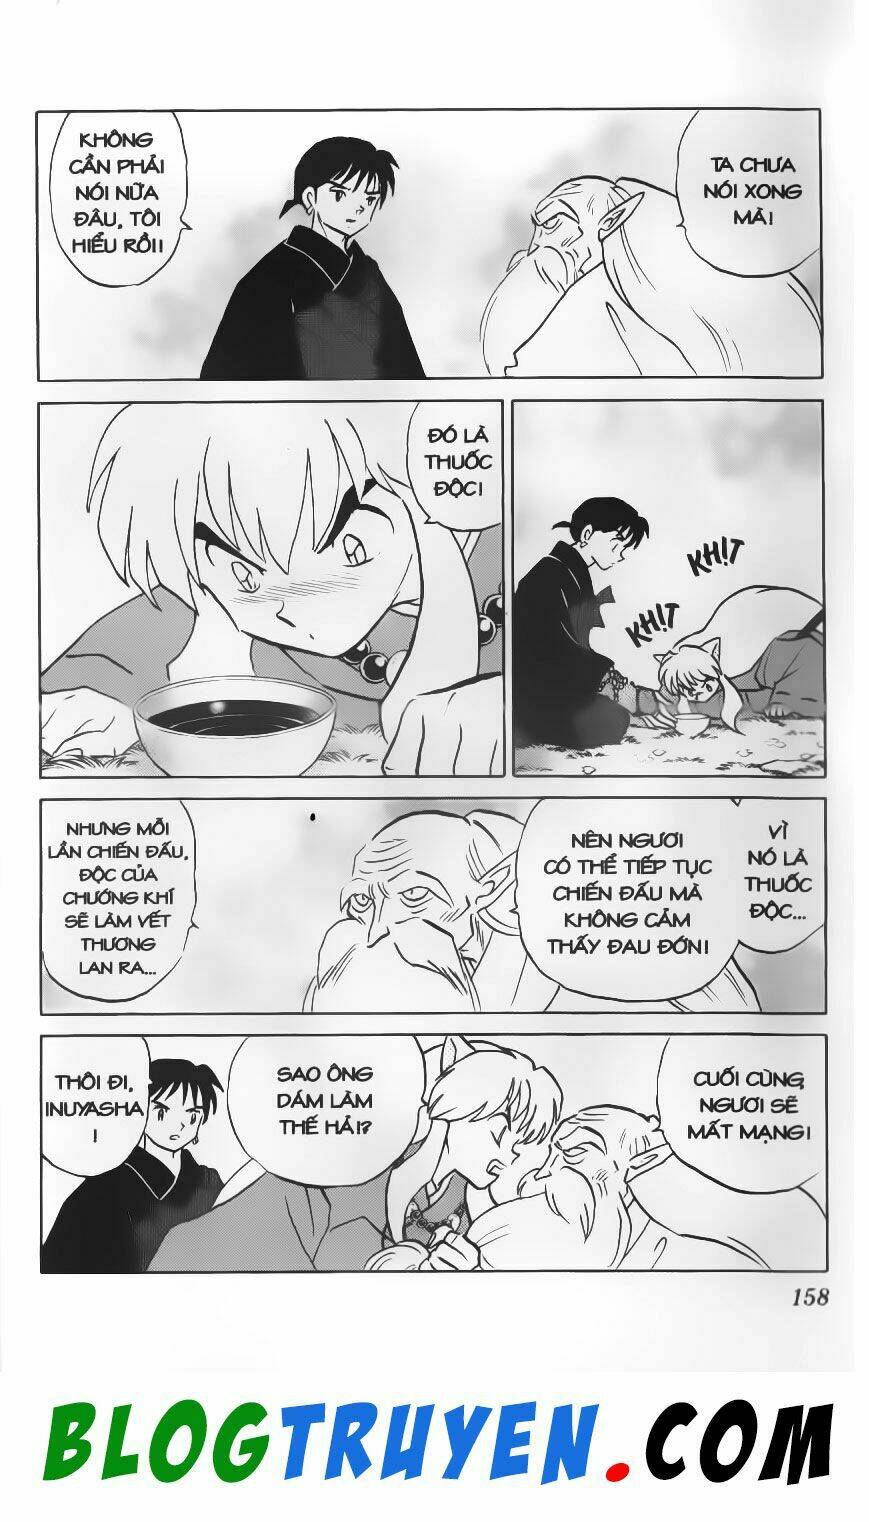 TA CHƯA
NÓI XONG
MÀ!
KHÔNG
CẦN PHẢI
NÓI NỮA
ĐÂU, TÔI
HIỂU RỒI!
KHỊT
KHỊT
ĐÓ LÀ
THUỐC
ĐỘC!
VÌ
NÓ LÀ
THUỐC
ĐỘC...
NÊN NGƯƠI
CÓ THỂ TIẾP TỤC
CHIẾN ĐẤU MÀ
KHÔNG CẢM
THẤY ĐAU ĐỚN!
NHƯNG MỖI
LẦN CHIẾN ĐẤU,
ĐỘC CỦA
CHƯỚNG KHÍ
SẼ LÀM VẾT
THƯƠNG
LAN RA...
CUỐI CÙNG,
NGƯƠI SẼ
MẤT MẠNG!
SAO ÔNG
DÁM LÀM
THẾ HẢ!?
THÔI ĐI,
INUYASHA
!
158
BLOGTRUYEN.COM